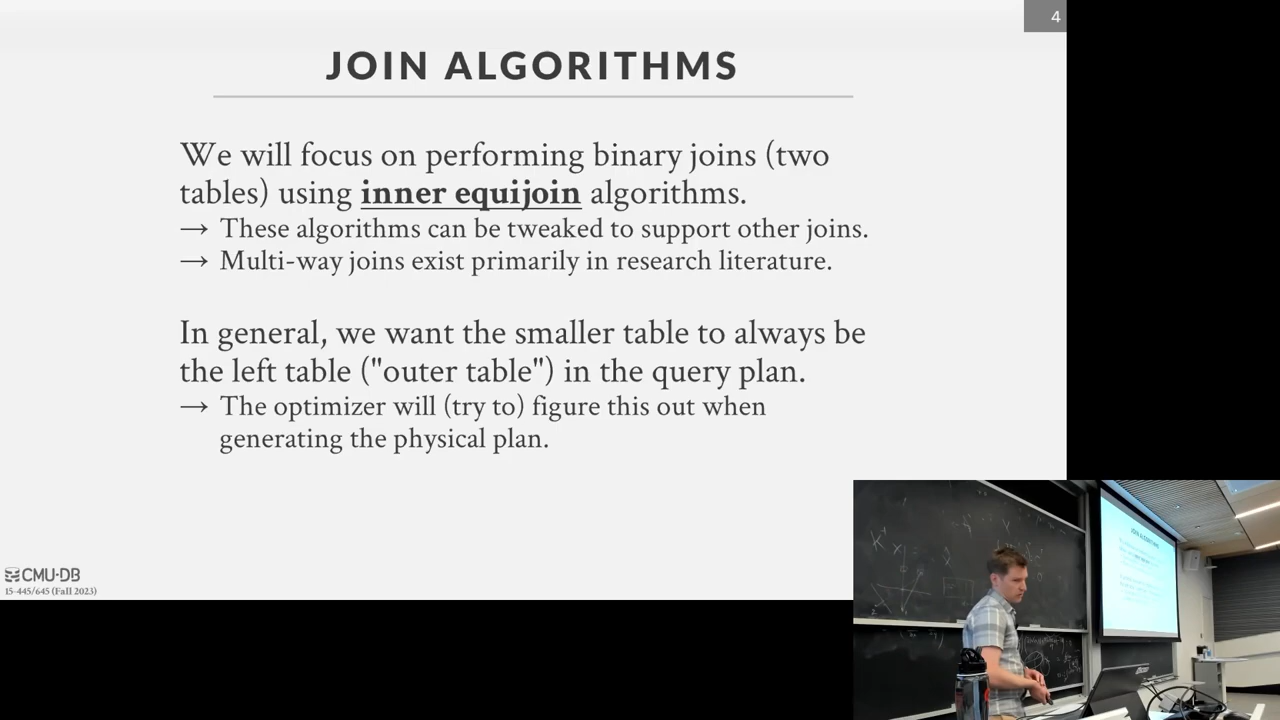 4
JOIN ALGORITHMS
We will focus on performing binary joins (two
tables) using inner equijoin algorithms.
→ These algorithms can be tweaked to support other joins.
→ Multi-way joins exist primarily in research literature.
In general, we want the smaller table to always be
the left table ("outer table") in the query plan.
→ The optimizer will (try to) figure this out when
generating the physical plan.
CMU·DB
15-445/645 (Fall 2023)
JOIN ALGORITHMS